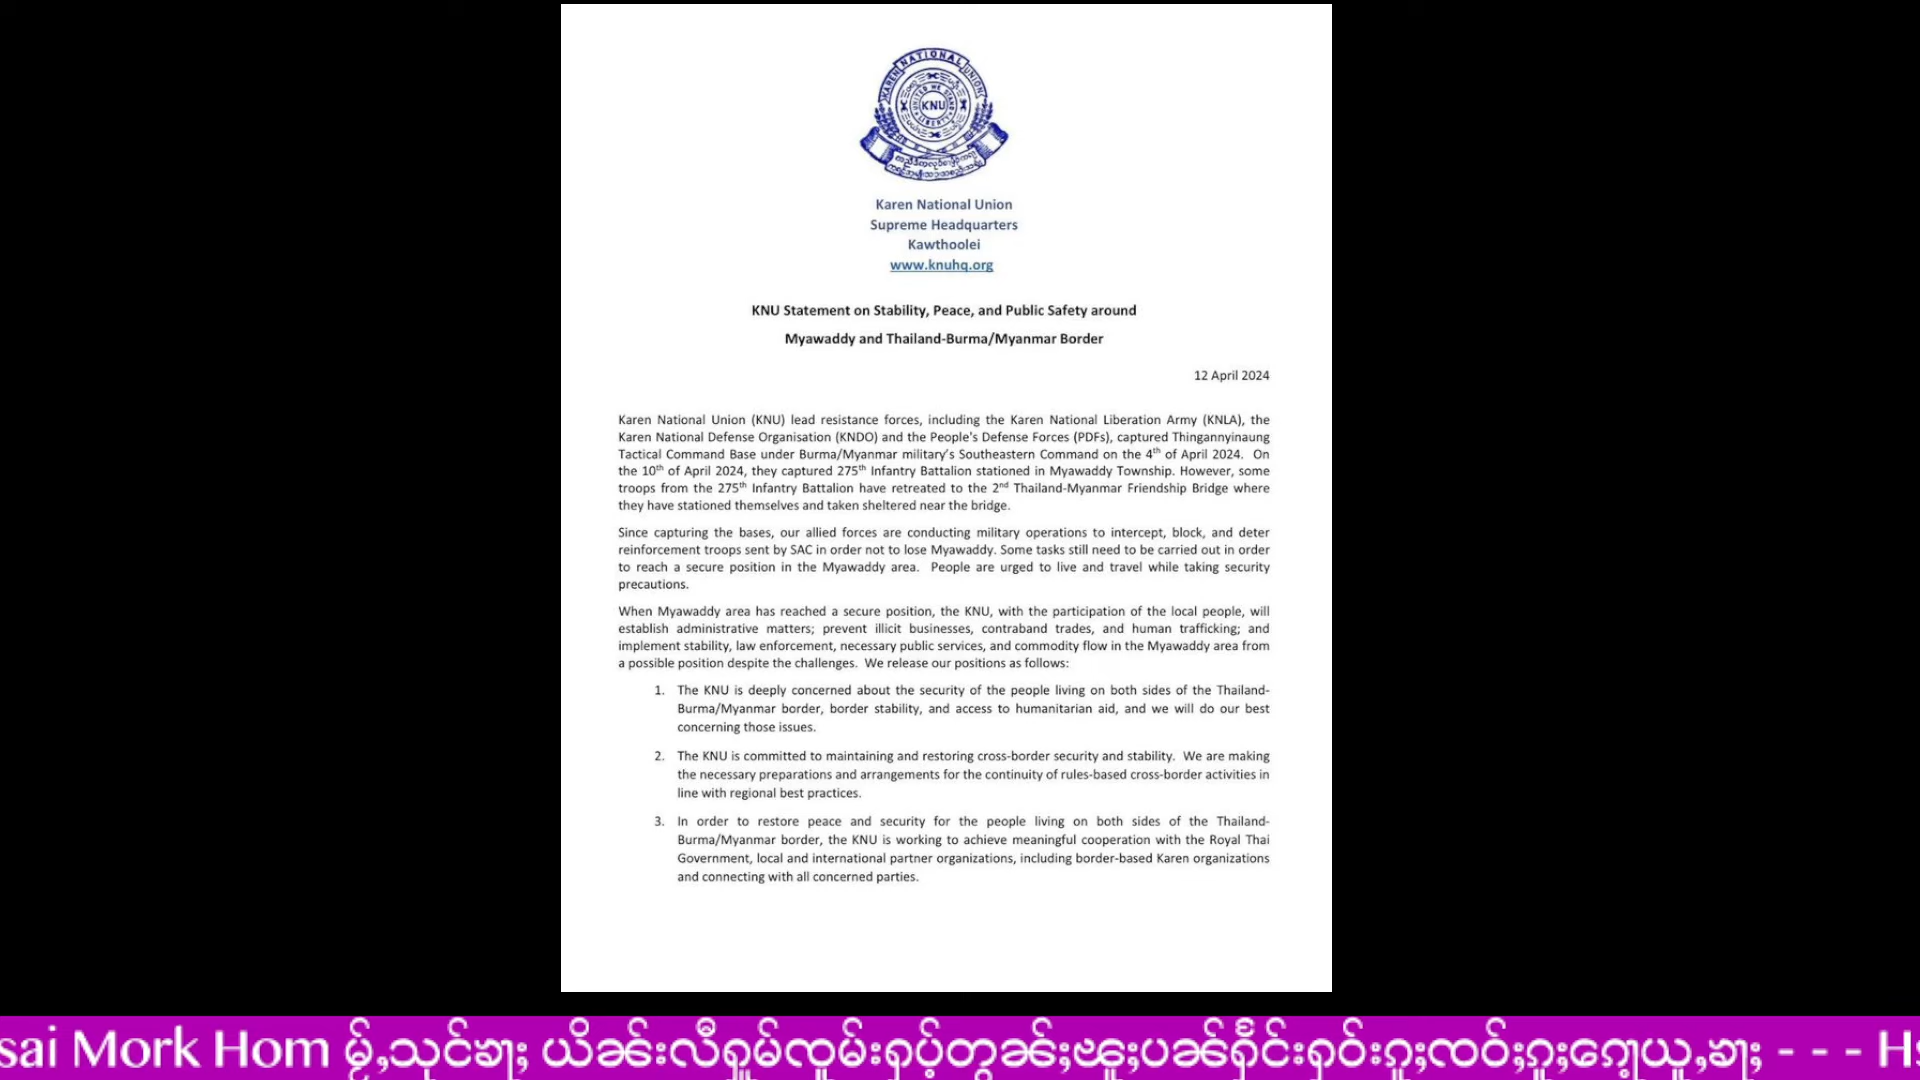 KAREN NATIONAL UNION
UNITED WE STAND
KNU
LIBERTY
Karen National Union
Supreme Headquarters
Kawthoolei
www.knuhq.org
KNU Statement on Stability, Peace, and Public Safety around
Myawaddy and Thailand-Burma/Myanmar Border
12 April 2024
Karen National Union (KNU) lead resistance forces, including the Karen National Liberation Army (KNLA), the
Karen National Defense Organisation (KNDO) and the People's Defense Forces (PDFs), captured Thingannyinaung
Tactical Command Base under Burma/Myanmar military's Southeastern Command on the 4th of April 2024. On
the 10th of April 2024, they captured 275th Infantry Battalion stationed in Myawaddy Township. However, some
troops from the 275th Infantry Battalion have retreated to the 2nd Thailand-Myanmar Friendship Bridge where
they have stationed themselves and taken sheltered near the bridge.
Since capturing the bases, our allied forces are conducting military operations to intercept, block, and deter
reinforcement troops sent by SAC in order not to lose Myawaddy. Some tasks still need to be carried out in order
to reach a secure position in the Myawaddy area. People are urged to live and travel while taking security
precautions.
When Myawaddy area has reached a secure position, the KNU, with the participation of the local people, will
establish administrative matters; prevent illicit businesses, contraband trades, and human trafficking; and
implement stability, law enforcement, necessary public services, and commodity flow in the Myawaddy area from
a possible position despite the challenges. We release our positions as follows:
1. The KNU is deeply concerned about the security of the people living on both sides of the Thailand-
Burma/Myanmar border, border stability, and access to humanitarian aid, and we will do our best
concerning those issues.
2. The KNU is committed to maintaining and restoring cross-border security and stability. We are making
the necessary preparations and arrangements for the continuity of rules-based cross-border activities in
line with regional best practices.
3. In order to restore peace and security for the people living on both sides of the Thailand-
Burma/Myanmar border, the KNU is working to achieve meaningful cooperation with the Royal Thai
Government, local and international partner organizations, including border-based Karen organizations
and connecting with all concerned parties.
sai Mork Hom - - - Hs